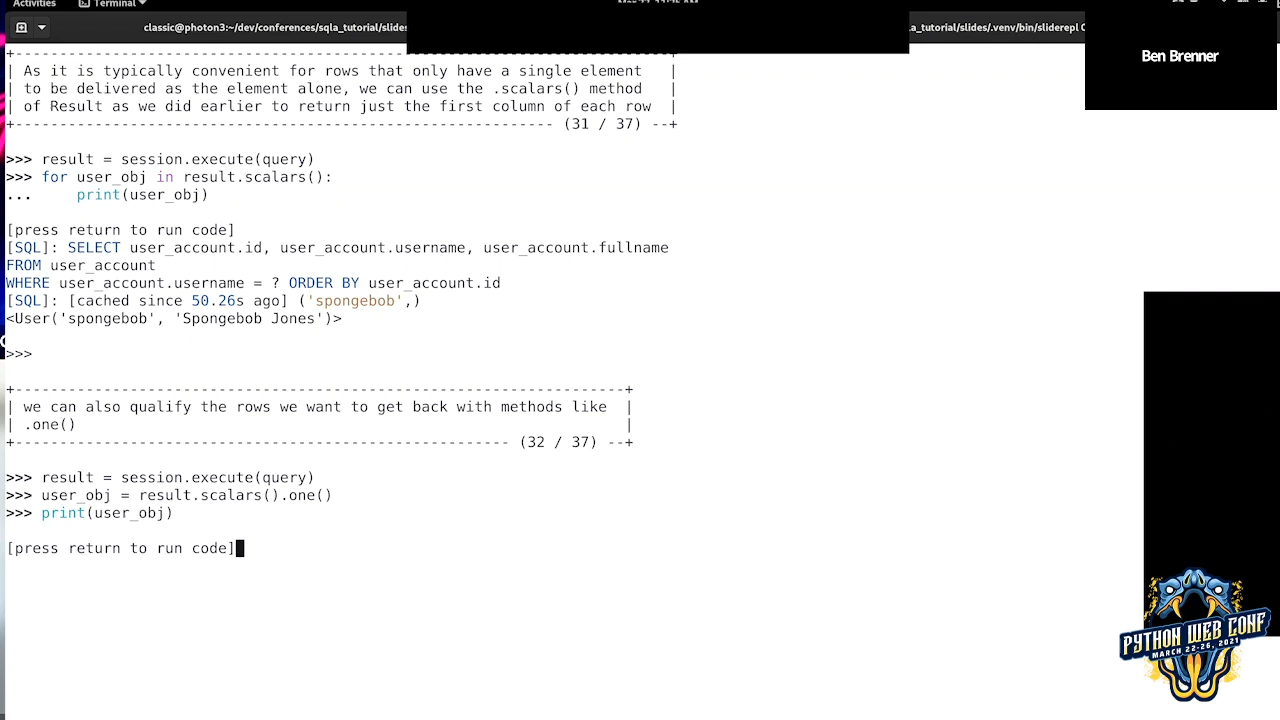 Activities
Terminal
classic@photon3:~/dev/conferences/sqla_tutorial/slides
la_tutorial/slides/.venv/bin/sliderepl
Ben Brenner
+--------------------------------------------------------------------------+
| As it is typically convenient for rows that only have a single element |
| to be delivered as the element alone, we can use the .scalars() method |
| of Result as we did earlier to return just the first column of each row |
+------------------------------------------------------------- (31 / 37) --+
>>> result = session.execute(query)
>>> for user_obj in result.scalars():
...     print(user_obj)
[press return to run code]
[SQL]: SELECT user_account.id, user_account.username, user_account.fullname
FROM user_account
WHERE user_account.username = ? ORDER BY user_account.id
[SQL]: [cached since 50.26s ago] ('spongebob',)
<User('spongebob', 'Spongebob Jones')>
>>>
+---------------------------------------------------------------------+
| we can also qualify the rows we want to get back with methods like |
| .one() |
+-------------------------------------------------------- (32 / 37) --+
>>> result = session.execute(query)
>>> user_obj = result.scalars().one()
>>> print(user_obj)
[press return to run code]
PYTHON WEB CONF
MARCH 22-26, 2021